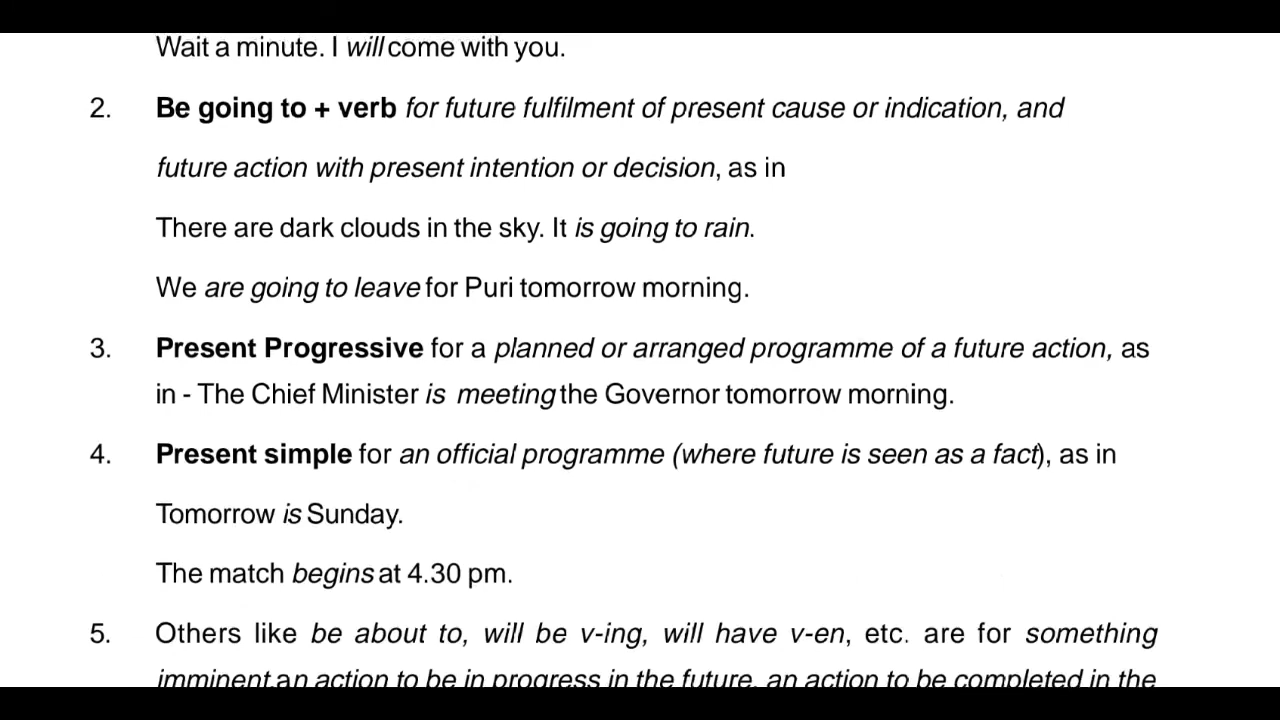 Wait a minute. I will come with you.
2. Be going to + verb for future fulfilment of present cause or indication, and
future action with present intention or decision, as in
There are dark clouds in the sky. It is going to rain.
We are going to leave for Puri tomorrow morning.
3. Present Progressive for a planned or arranged programme of a future action, as
in - The Chief Minister is meeting the Governor tomorrow morning.
4. Present simple for an official programme (where future is seen as a fact), as in
Tomorrow is Sunday.
The match begins at 4.30 pm.
5. Others like be about to, will be v-ing, will have v-en, etc. are for something
imminent an action to be in progress in the future, an action to be completed in the